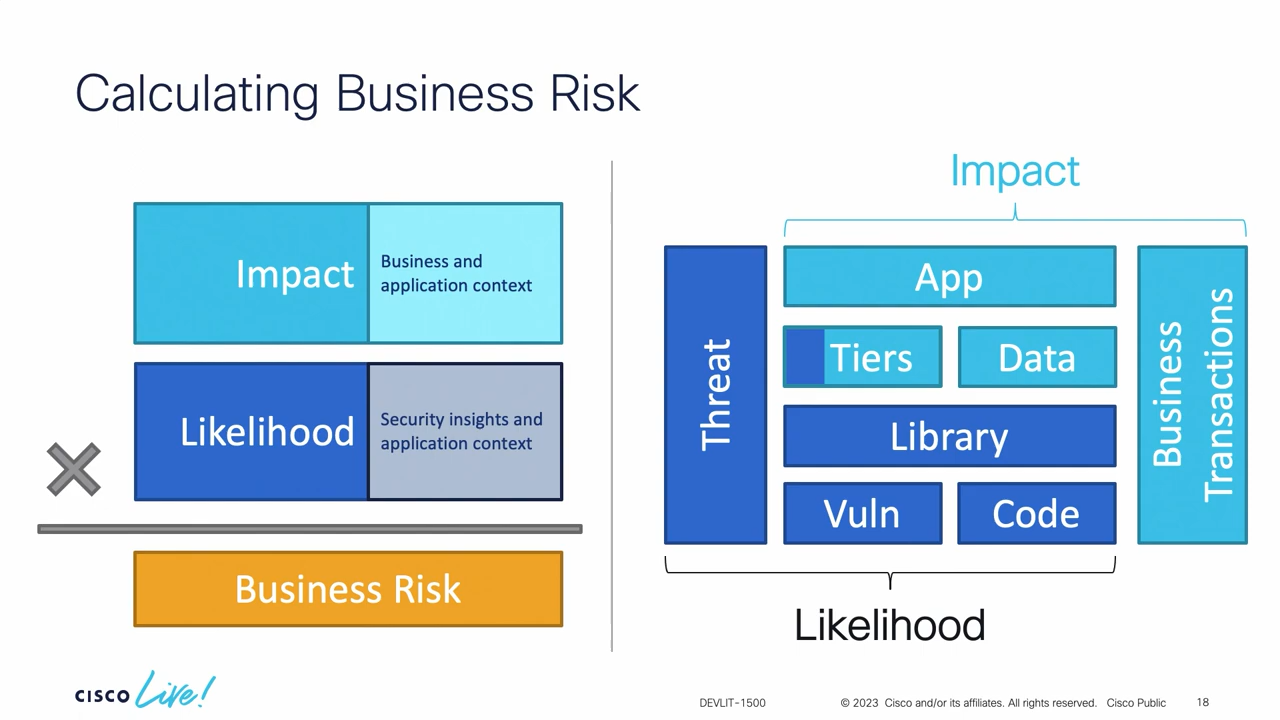 Calculating Business Risk
Impact
Business and
application context
Likelihood
Security insights and
application context
Business Risk
Impact
Threat
App
Tiers
Data
Library
Vuln
Code
Business
Transactions
Likelihood
CISCO Live!
DEVLIT-1500
© 2023 Cisco and/or its affiliates. All rights reserved. Cisco Public
18